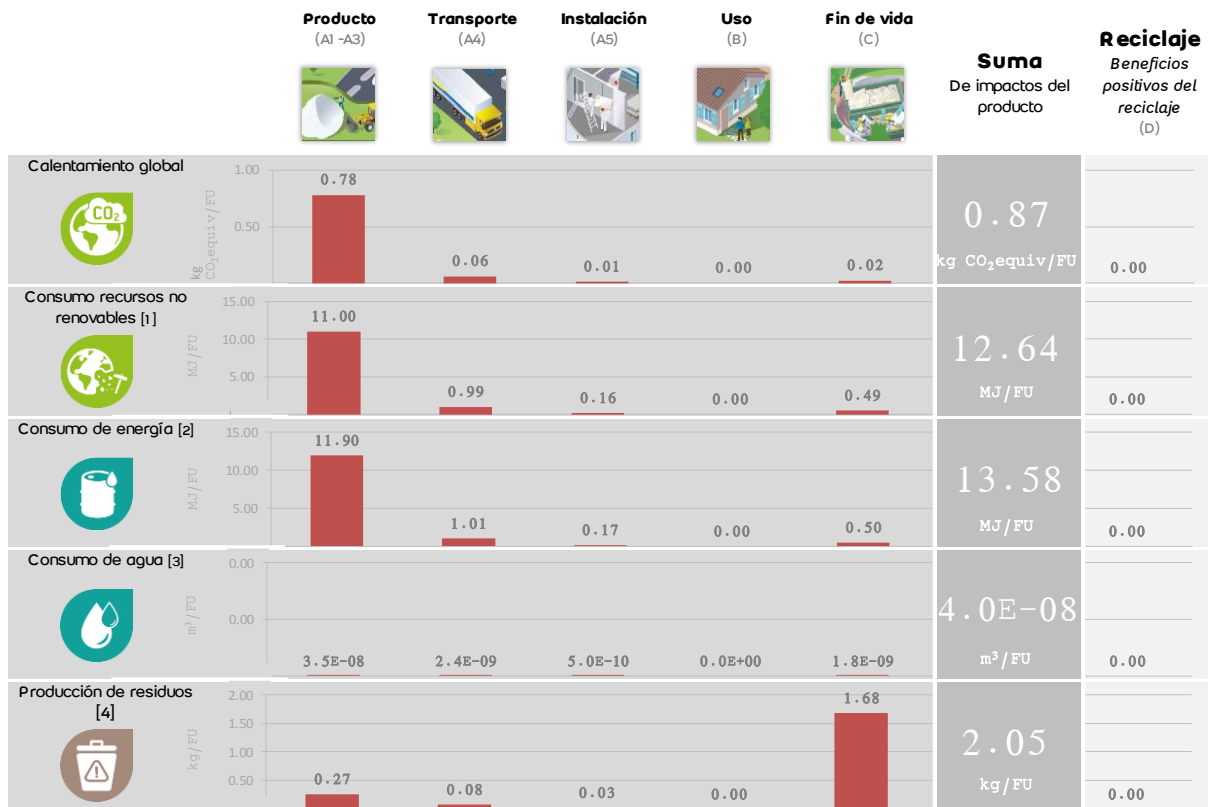 Producto
(A1 -A3)
Transporte
(A4)
Instalación
(A5)
Uso
(B)
Fin de vida
(C)
Suma
De impactos del
producto
Reciclaje
Beneficios
positivos del
reciclaje
(D)
Calentamiento global
CO2
kg
CO2equiv/FU
1.00
0.50
0.78
0.06
0.01
0.00
0.02
0.87
kg CO2equiv/FU
0.00
Consumo recursos no
renovables [1]
MJ/FU
15.00
10.00
5.00
11.00
0.99
0.16
0.00
0.49
12.64
MJ/FU
0.00
Consumo de energía [2]
MJ/FU
15.00
10.00
5.00
11.90
1.01
0.17
0.00
0.50
13.58
MJ/FU
0.00
Consumo de agua [3]
m³/FU
0.00
0.00
3.5E-08
2.4E-09
5.0E-10
0.0E+00
1.8E-09
4.0E-08
m³/FU
0.00
Producción de residuos
[4]
kg/FU
2.00
1.50
1.00
0.50
0.27
0.08
0.03
0.00
1.68
2.05
kg/FU
0.00